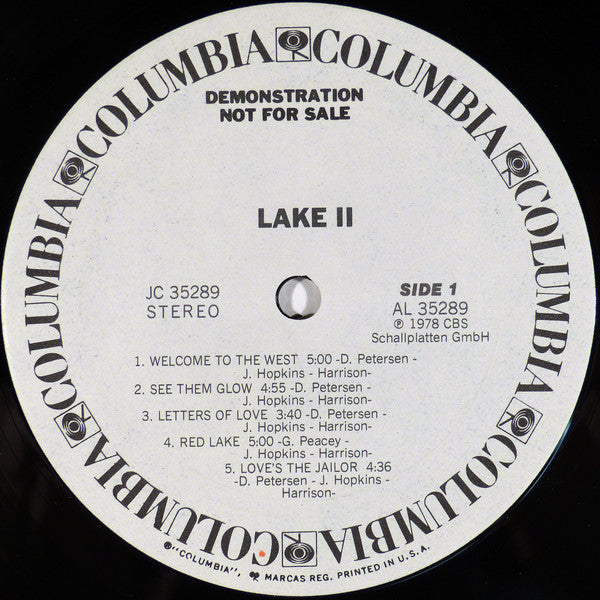 COLUMBIA COLUMBIA COLUMBIA COLUMBIA COLUMBIA COLUMBIA COLUMBIA
DEMONSTRATION
NOT FOR SALE
LAKE II
JC 35289
STEREO
SIDE 1
AL 35289
℗ 1978 CBS
Schallplatten GmbH
1. WELCOME TO THE WEST 5:00 -D. Petersen -
J. Hopkins - Harrison-
2. SEE THEM GLOW 4:55 -D. Petersen -
J. Hopkins - Harrison-
3. LETTERS OF LOVE 3:40 -D. Petersen -
J. Hopkins - Harrison-
4. RED LAKE 5:00 -G. Peacey -
J. Hopkins - Harrison-
5. LOVE'S THE JAILOR 4:36
-D. Petersen - J. Hopkins -
Harrison-
℗"COLUMBIA", MARCAS REG. PRINTED IN U.S.A.